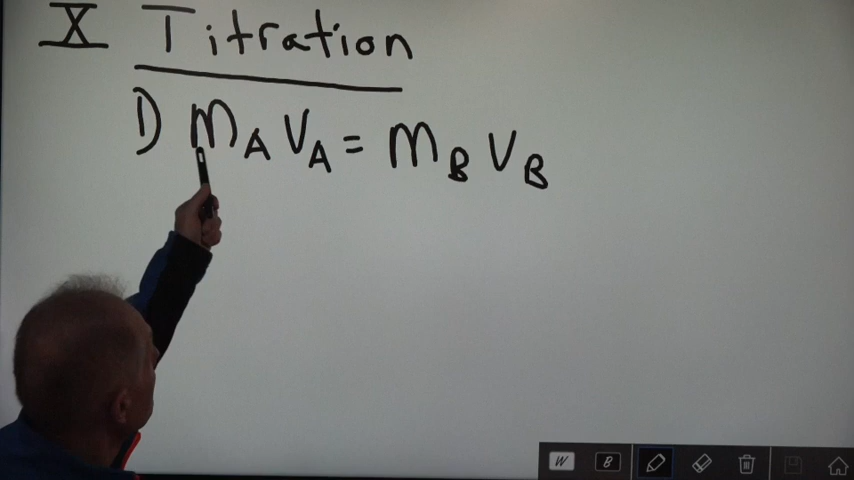 X Titration
1) MAVA = MBVB
W B